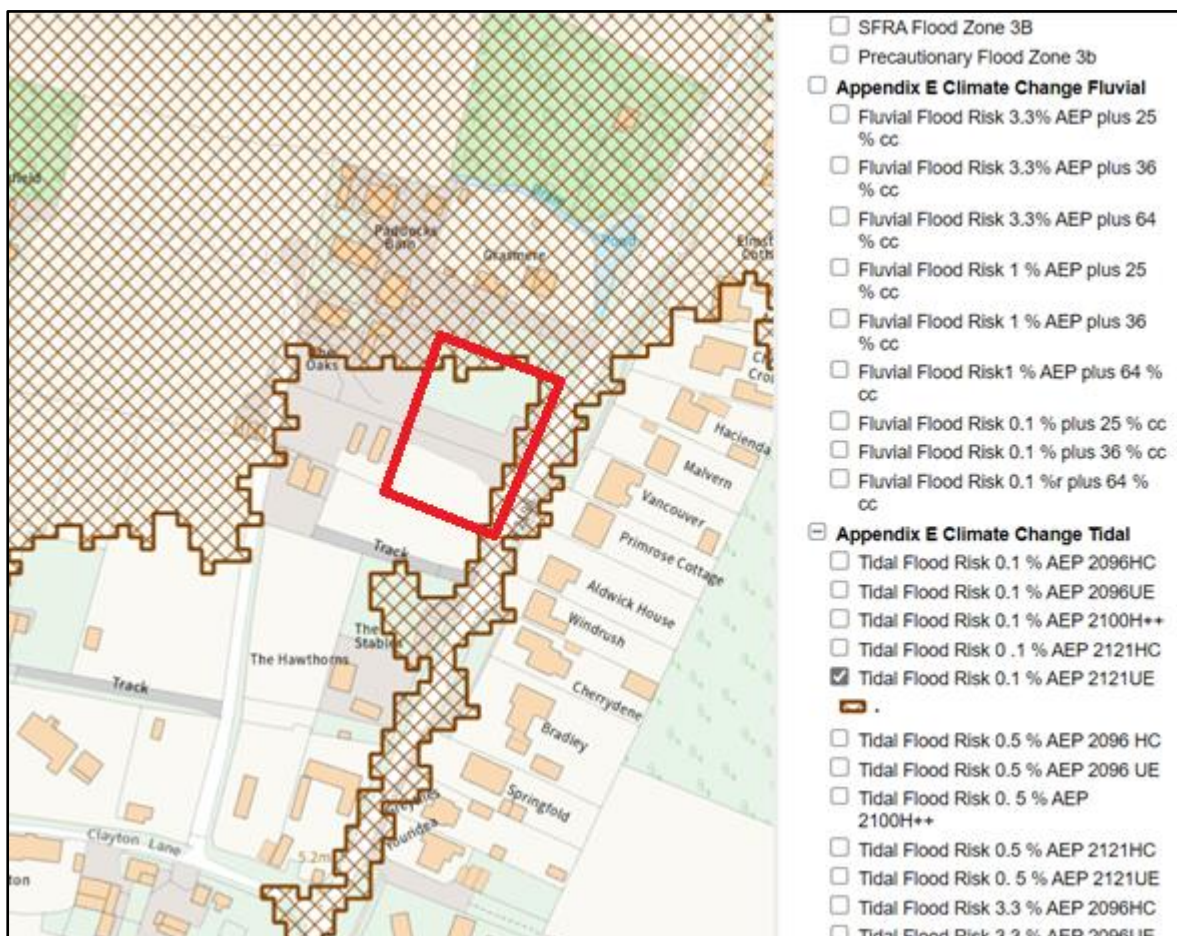 SFRA Flood Zone 3B
Precautionary Flood Zone 3b
Appendix E Climate Change Fluvial
Fluvial Flood Risk 3.3% AEP plus 25
% cc
Fluvial Flood Risk 3.3% AEP plus 36
% cc
Fluvial Flood Risk 3.3% AEP plus 64
% cc
Fluvial Flood Risk 1 % AEP plus 25
% cc
Fluvial Flood Risk 1 % AEP plus 36
% cc
Fluvial Flood Risk1 % AEP plus 64 %
cc
Fluvial Flood Risk 0.1 % plus 25 % cc
Fluvial Flood Risk 0.1 % plus 36 % cc
Fluvial Flood Risk 0.1 %r plus 64 %
cc
Appendix E Climate Change Tidal
Tidal Flood Risk 0.1 % AEP 2096HC
Tidal Flood Risk 0.1 % AEP 2096UE
Tidal Flood Risk 0.1 % AEP 2100H++
Tidal Flood Risk 0 .1 % AEP 2121HC
Tidal Flood Risk 0.1 % AEP 2121UE
.
Tidal Flood Risk 0.5 % AEP 2096 HC
Tidal Flood Risk 0.5 % AEP 2096 UE
Tidal Flood Risk 0. 5 % AEP
2100H++
Tidal Flood Risk 0.5 % AEP 2121HC
Tidal Flood Risk 0. 5 % AEP 2121UE
Tidal Flood Risk 3.3 % AEP 2096HC
Tidal Flood Risk 3.3 % AEP 2096UE
Paddocks
Barn
Grasmere
Pond
Oaks
Hacienda
Malvern
Vancouver
Primrose Cottage
Track
Aldwick House
Windrush
The
Stables
The Hawthorns
Track
Cherrydene
Bradley
Springfold
Youndea
Clayton Lane
5.2m